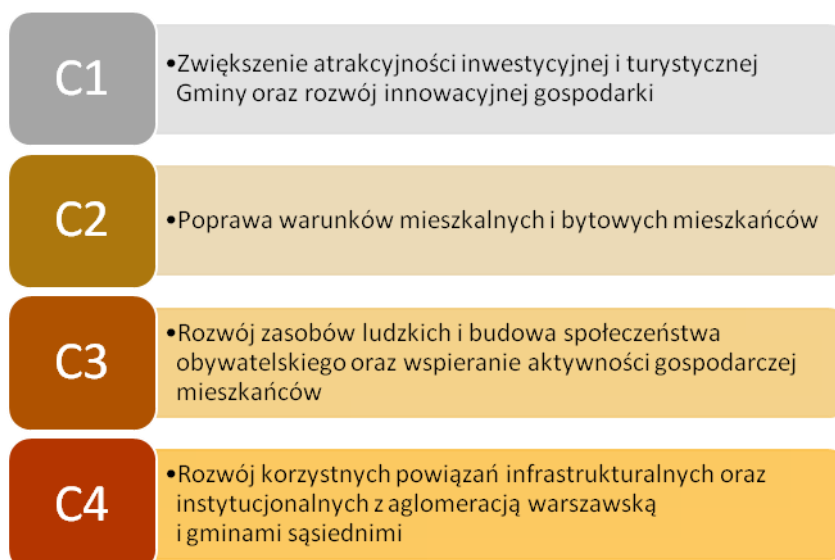 C1
•Zwiększenie atrakcyjności inwestycyjnej i turystycznej
Gminy oraz rozwój innowacyjnej gospodarki
C2
•Poprawa warunków mieszkalnych i bytowych mieszkańców
C3
•Rozwój zasobów ludzkich i budowa społeczeństwa
obywatelskiego oraz wspieranie aktywności gospodarczej
mieszkańców
C4
•Rozwój korzystnych powiązań infrastrukturalnych oraz
instytucjonalnych z aglomeracją warszawską
i gminami sąsiednimi